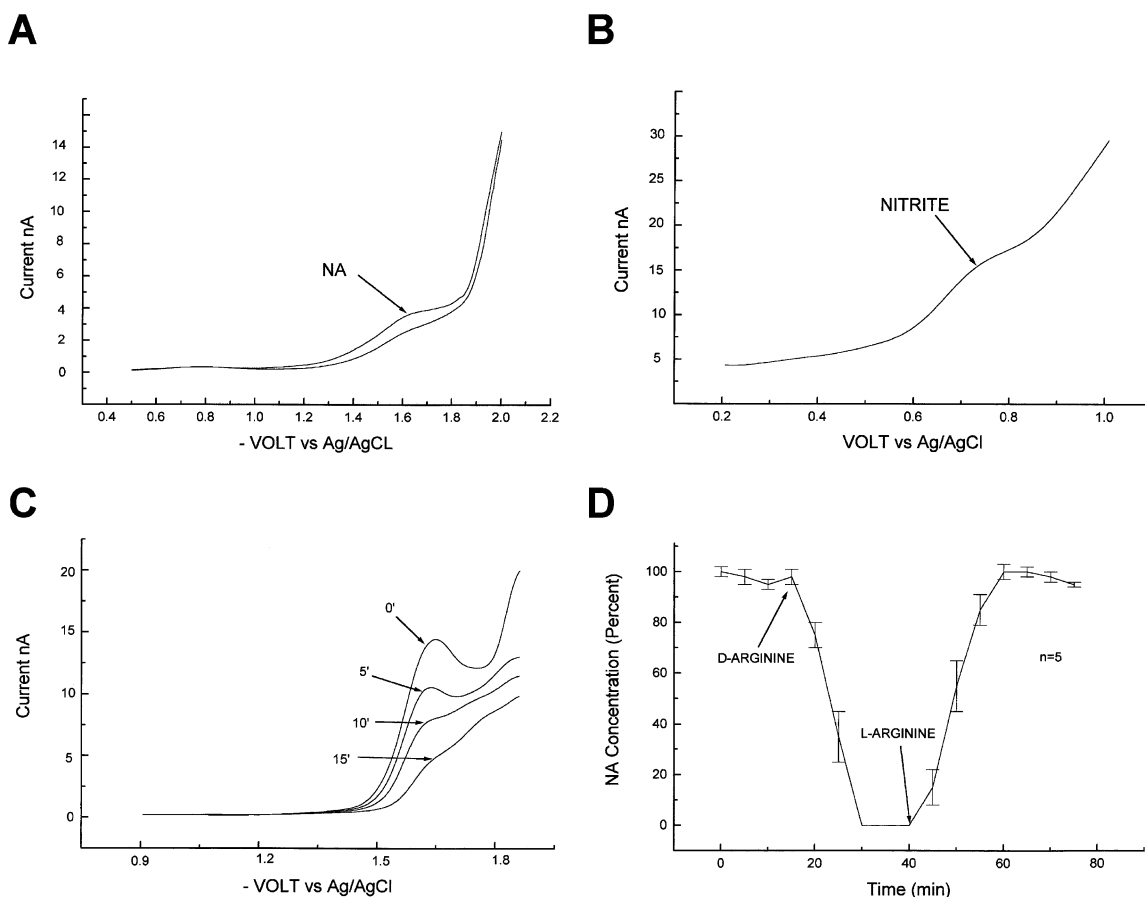 A
14
12
10
8
6
4
2
0
Current nA
NA
0.4 0.6 0.8 1.0 1.2 1.4 1.6 1.8 2.0 2.2
- VOLT vs Ag/AgCL
B
30
25
20
15
10
5
Current nA
NITRITE
0.2 0.4 0.6 0.8 1.0
VOLT vs Ag/AgCl
C
20
15
10
5
0
Current nA
0'
5'
10'
15'
0.9 1.2 1.5 1.8
- VOLT vs Ag/AgCl
D
100
80
60
40
20
0
NA Concentration (Percent)
D-ARGININE
n=5
L-ARGININE
0 20 40 60 80
Time (min)